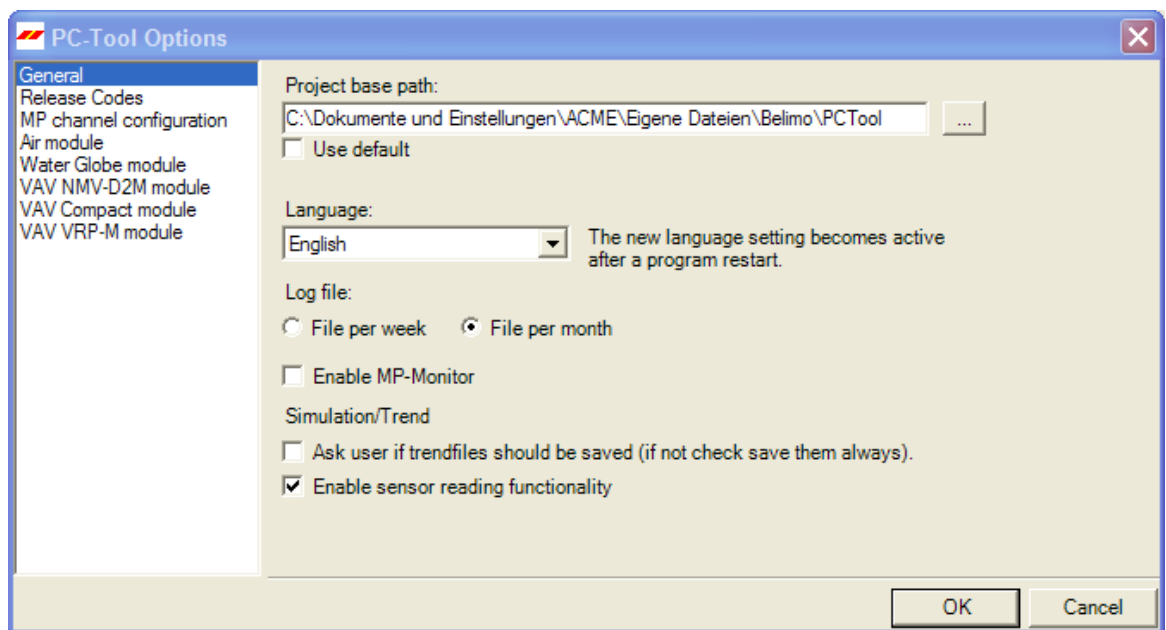 PC-Tool Options
General
Release Codes
MP channel configuration
Air module
Water Globe module
VAV NMV-D2M module
VAV Compact module
VAV VRP-M module
Project base path:
C:\Dokumente und Einstellungen\ACME\Eigene Dateien\Belimo\PCTool
...
Use default
Language:
English
The new language setting becomes active
after a program restart.
Log file:
File per week
File per month
Enable MP-Monitor
Simulation/Trend
Ask user if trendfiles should be saved (if not check save them always).
Enable sensor reading functionality
OK
Cancel